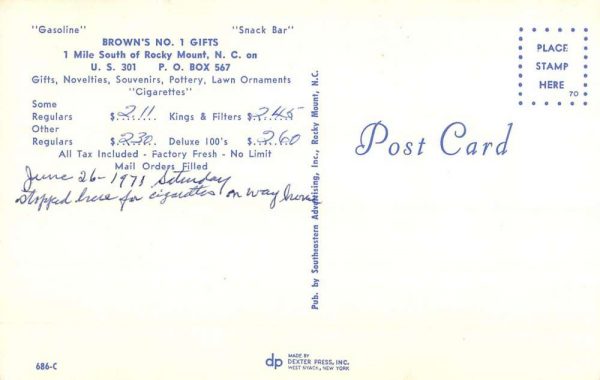 "Gasoline" "Snack Bar"
BROWN'S NO. 1 GIFTS
1 Mile South of Rocky Mount, N. C. on
U. S. 301 P. O. BOX 567
Gifts, Novelties, Souvenirs, Pottery, Lawn Ornaments
"Cigarettes"
Some
Regulars $ 2.11 Kings & Filters $ 2.45
Other
Regulars $ 2.30 Deluxe 100's $ 2.60
All Tax Included - Factory Fresh - No Limit
Mail Orders Filled
June 26-1971 Saturday
stopped here for cigarettes on way home
686-C
Pub. by Southeastern Advertising, Inc., Rocky Mount, N.C.
dp MADE BY
DEXTER PRESS, INC.
WEST NYACK, NEW YORK
Post Card
PLACE
STAMP
HERE
70